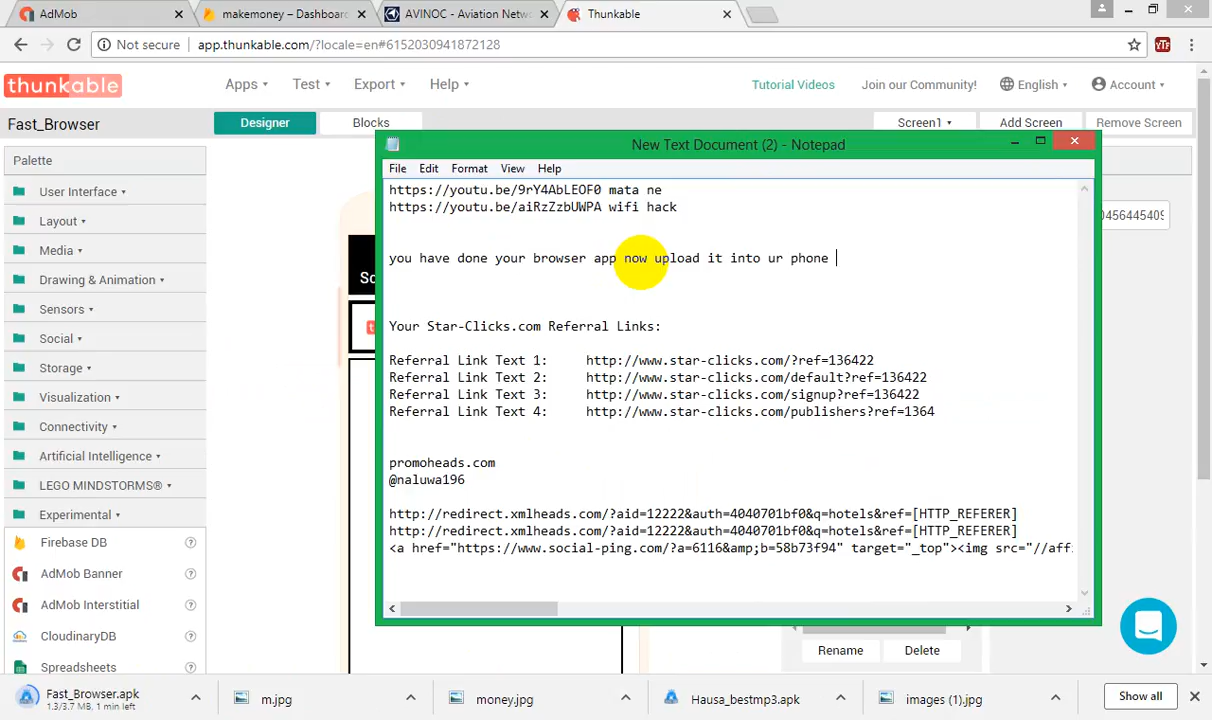 AdMob
makemoney – Dashboard
AVINOC - Aviation Netw
Thunkable
Not secure
app.thunkable.com/?locale=en#6152030941872128
YTF
thunkable
Apps
Test
Export
Help
Tutorial Videos
Join our Community!
English
Account
Fast_Browser
Designer
Blocks
Screen1
Add Screen
Remove Screen
Palette
User Interface
Layout
Media
Drawing & Animation
Sensors
Social
Storage
Visualization
Connectivity
Artificial Intelligence
LEGO MINDSTORMS®
Experimental
Firebase DB
AdMob Banner
AdMob Interstitial
CloudinaryDB
Spreadsheets
New Text Document (2) - Notepad
File
Edit
Format
View
Help
https://youtu.be/9rY4AbLEOF0 mata ne
https://youtu.be/aiRzZzbUWPA wifi hack
you have done your browser app now upload it into ur phone
Your Star-Clicks.com Referral Links:
Referral Link Text 1: http://www.star-clicks.com/?ref=136422
Referral Link Text 2: http://www.star-clicks.com/default?ref=136422
Referral Link Text 3: http://www.star-clicks.com/signup?ref=136422
Referral Link Text 4: http://www.star-clicks.com/publishers?ref=1364
promoheads.com
@naluwa196
http://redirect.xmlheads.com/?aid=12222&auth=4040701bf0&q=hotels&ref=[HTTP_REFERER]
http://redirect.xmlheads.com/?aid=12222&auth=4040701bf0&q=hotels&ref=[HTTP_REFERER]
<a href="https://www.social-ping.com/?a=6116&amp;b=58b73f94" target="_top"><img src="//aff
Sc
0456445409
Rename
Delete
Fast_Browser.apk
1.3/3.7 MB, 1 min left
m.jpg
money.jpg
Hausa_bestmp3.apk
images (1).jpg
Show all